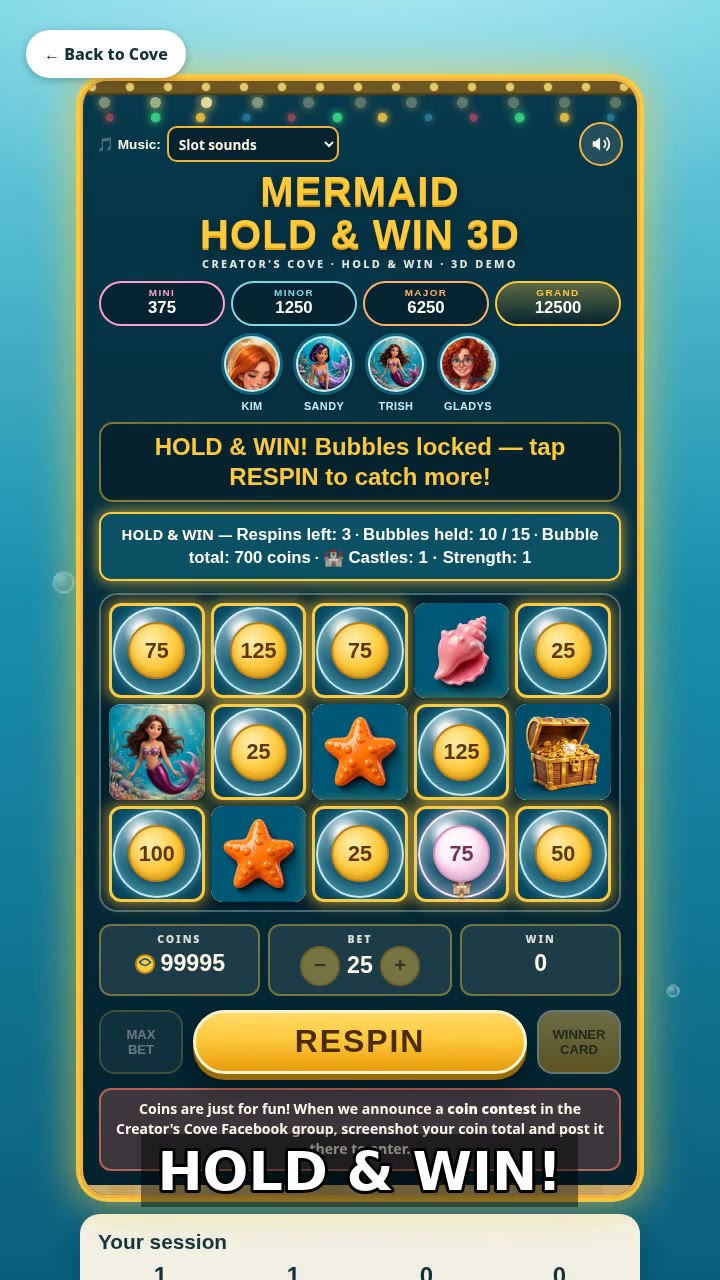 ← Back to Cove
🎵 Music: Slot sounds
MERMAID
HOLD & WIN 3D
CREATOR'S COVE · HOLD & WIN · 3D DEMO
MINI MINOR MAJOR GRAND
375 1250 6250 12500
KIM SANDY TRISH GLADYS
HOLD & WIN! Bubbles locked — tap
RESPIN to catch more!
HOLD & WIN — Respins left: 3 · Bubbles held: 10 / 15 · Bubble
total: 700 coins · 🏰 Castles: 1 · Strength: 1
75 125 75 25
25 125
100 25 75 50
COINS BET WIN
99995 − 25 + 0
MAX
BET
RESPIN
WINNER
CARD
Coins are just for fun! When we announce a coin contest in the
Creator's Cove Facebook group, screenshot your coin total and post it
there to enter.
HOLD & WIN!
Your session
1 1 0 0